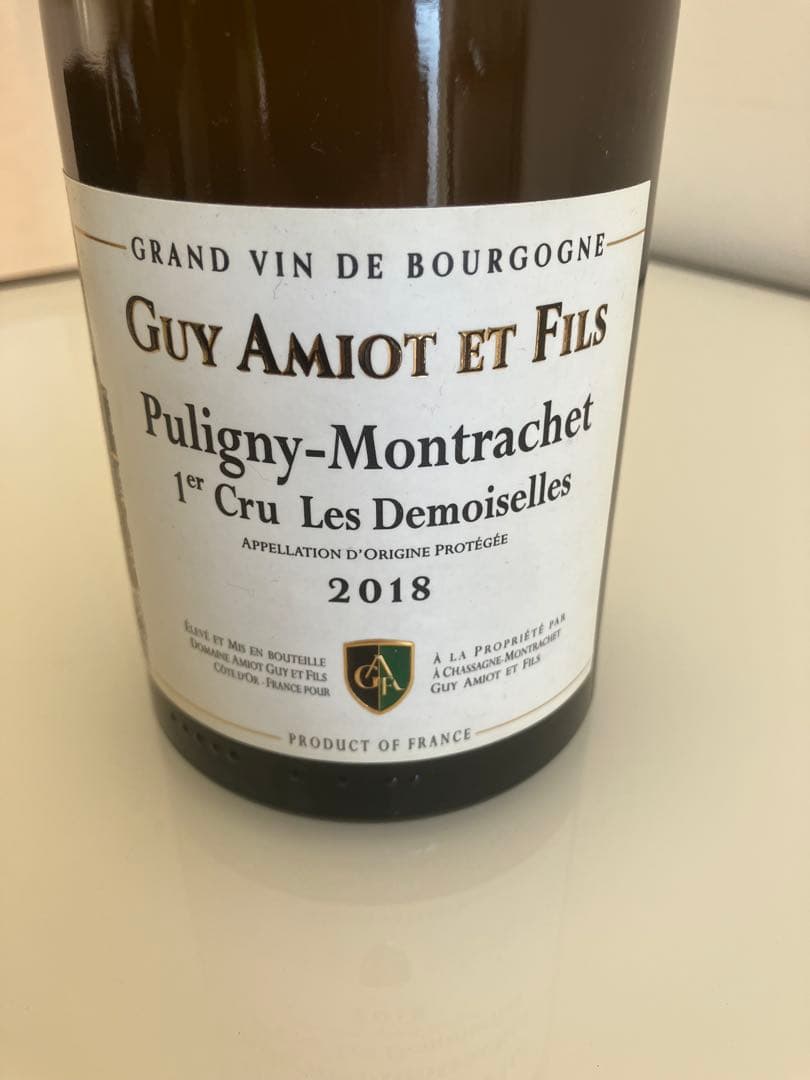 GRAND VIN DE BOURGOGNE
GUY AMIOT ET FILS
Puligny-Montrachet
1er Cru Les Demoiselles
APPELLATION D'ORIGINE PROTÉGÉE
2018
ÉLEVÉ ET MIS EN BOUTEILLE À LA PROPRIÉTÉ PAR
DOMAINE AMIOT GUY ET FILS À CHASSAGNE-MONTRACHET
CÔTE D'OR - FRANCE POUR GUY AMIOT ET FILS
GAF
PRODUCT OF FRANCE